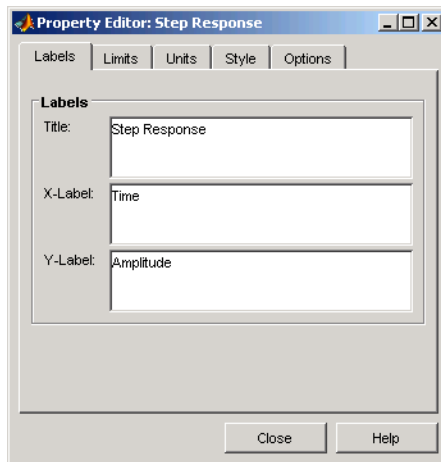 Property Editor: Step Response
Labels Limits Units Style Options
Labels
Title: Step Response
X-Label: Time
Y-Label: Amplitude
Close Help